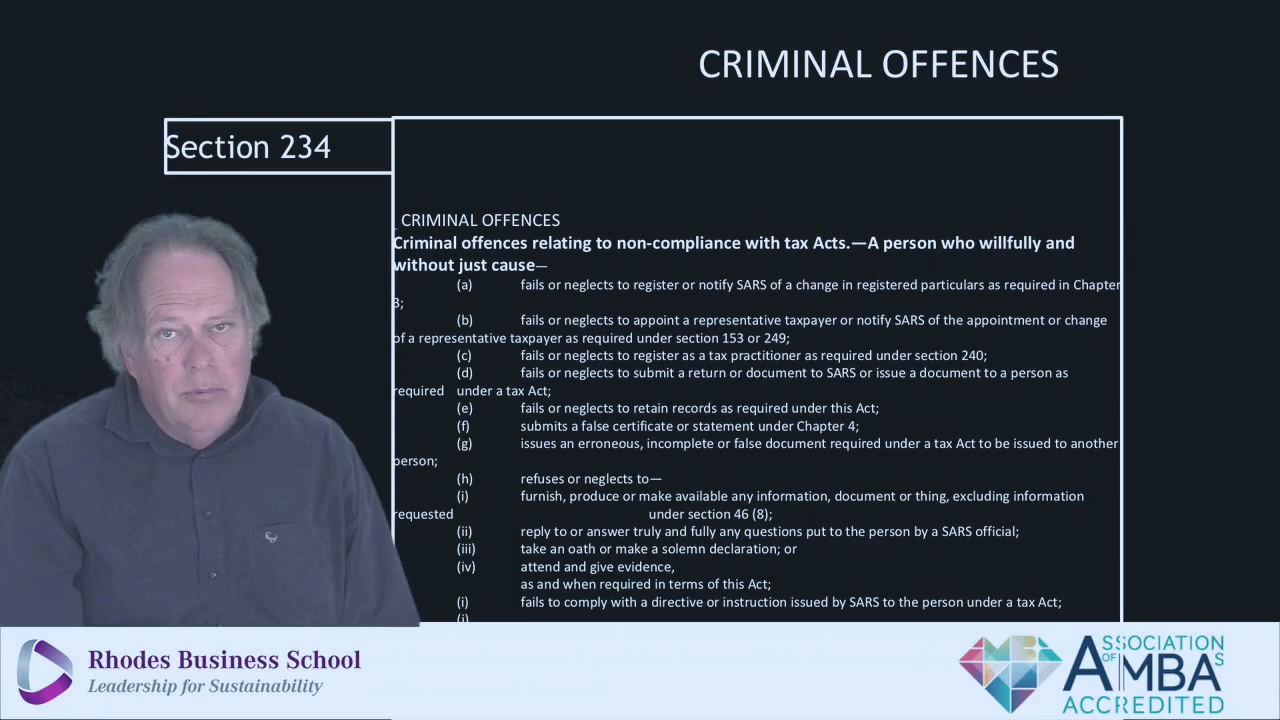 CRIMINAL OFFENCES
Section 234
CRIMINAL OFFENCES
Criminal offences relating to non-compliance with tax Acts.—A person who willfully and
without just cause—
(a) fails or neglects to register or notify SARS of a change in registered particulars as required in Chapter
3;
(b) fails or neglects to appoint a representative taxpayer or notify SARS of the appointment or change
of a representative taxpayer as required under section 153 or 249;
(c) fails or neglects to register as a tax practitioner as required under section 240;
(d) fails or neglects to submit a return or document to SARS or issue a document to a person as
required under a tax Act;
(e) fails or neglects to retain records as required under this Act;
(f) submits a false certificate or statement under Chapter 4;
(g) issues an erroneous, incomplete or false document required under a tax Act to be issued to another
person;
(h) refuses or neglects to—
(i) furnish, produce or make available any information, document or thing, excluding information
requested under section 46 (8);
(ii) reply to or answer truly and fully any questions put to the person by a SARS official;
(iii) take an oath or make a solemn declaration; or
(iv) attend and give evidence,
as and when required in terms of this Act;
(i) fails to comply with a directive or instruction issued by SARS to the person under a tax Act;
Rhodes Business School
Leadership for Sustainability
ASSOCIATION
OF MBAS
ACCREDITED